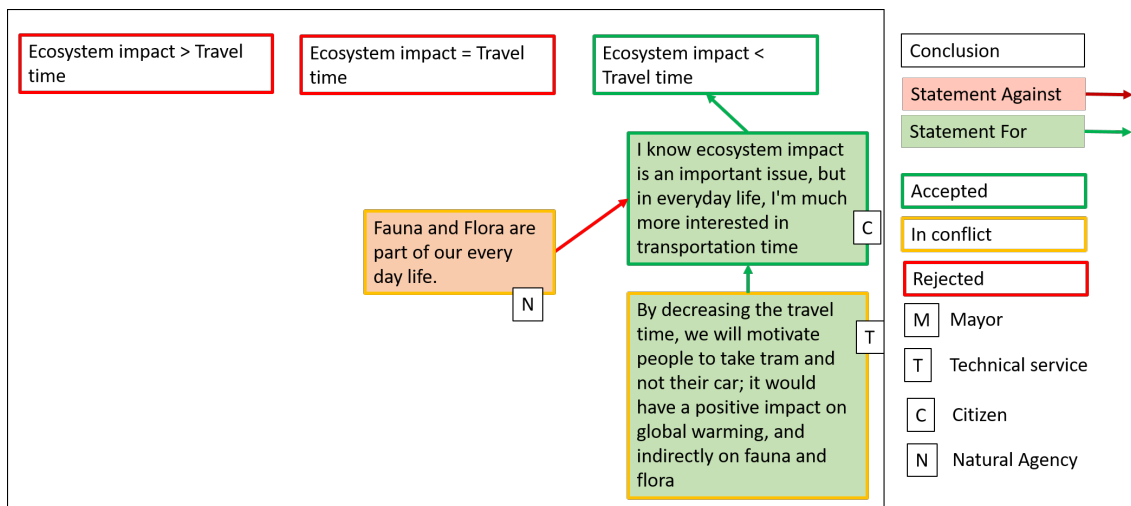 Ecosystem impact > Travel
time
Ecosystem impact = Travel
time
Ecosystem impact <
Travel time
I know ecosystem impact
is an important issue, but
in everyday life, I'm much
more interested in
transportation time
C
Fauna and Flora are
part of our every
day life.
N
By decreasing the travel
time, we will motivate
people to take tram and
not their car; it would
have a positive impact on
global warming, and
indirectly on fauna and
flora
T
Conclusion
Statement Against
Statement For
Accepted
In conflict
Rejected
M Mayor
T Technical service
C Citizen
N Natural Agency